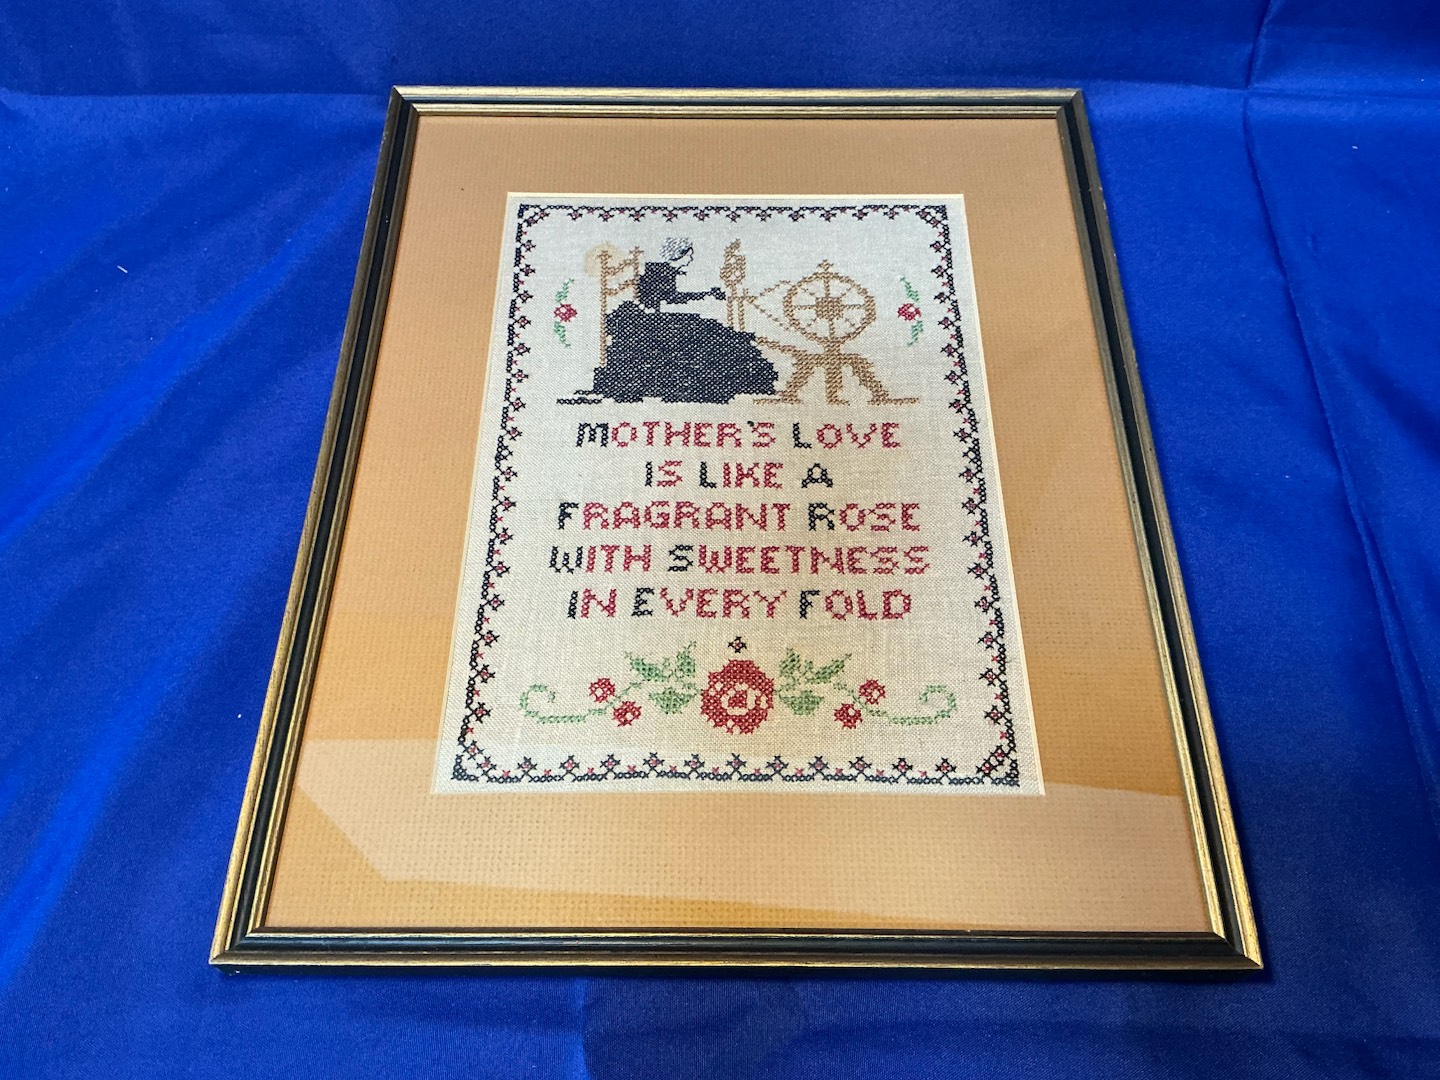 MOTHER'S LOVE
IS LIKE A
FRAGRANT ROSE
WITH SWEETNESS
IN EVERY FOLD